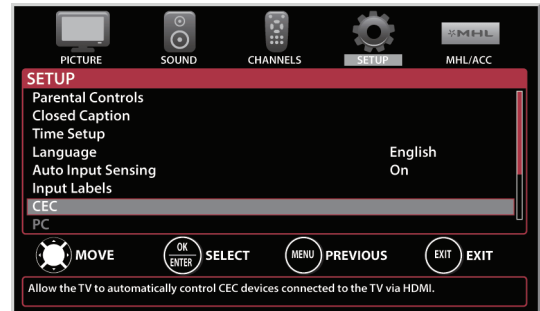 PICTURE SOUND CHANNELS SETUP MHL MHL/ACC
SETUP
Parental Controls
Closed Caption
Time Setup
Language English
Auto Input Sensing On
Input Labels
CEC
PC
MOVE OK ENTER SELECT MENU PREVIOUS EXIT EXIT
Allow the TV to automatically control CEC devices connected to the TV via HDMI.